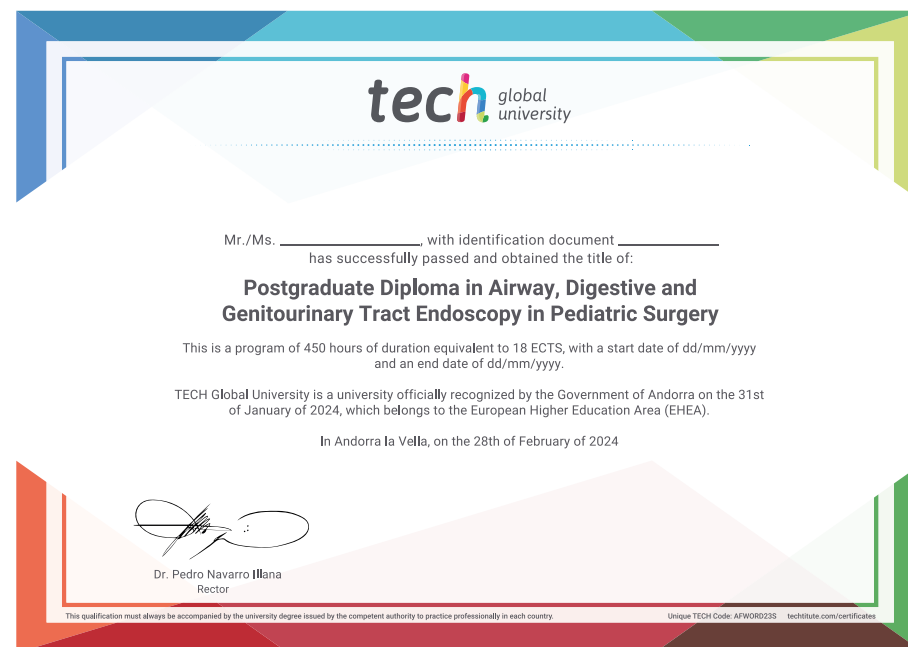 tech global university
Mr./Ms. ____________________, with identification document ______________
has successfully passed and obtained the title of:
Postgraduate Diploma in Airway, Digestive and
Genitourinary Tract Endoscopy in Pediatric Surgery
This is a program of 450 hours of duration equivalent to 18 ECTS, with a start date of dd/mm/yyyy
and an end date of dd/mm/yyyy.
TECH Global University is a university officially recognized by the Government of Andorra on the 31st
of January of 2024, which belongs to the European Higher Education Area (EHEA).
In Andorra la Vella, on the 28th of February of 2024
Dr. Pedro Navarro Illana
Rector
This qualification must always be accompanied by the university degree issued by the competent authority to practice professionally in each country.
Unique TECH Code: AFWORD23S techtitute.com/certificates